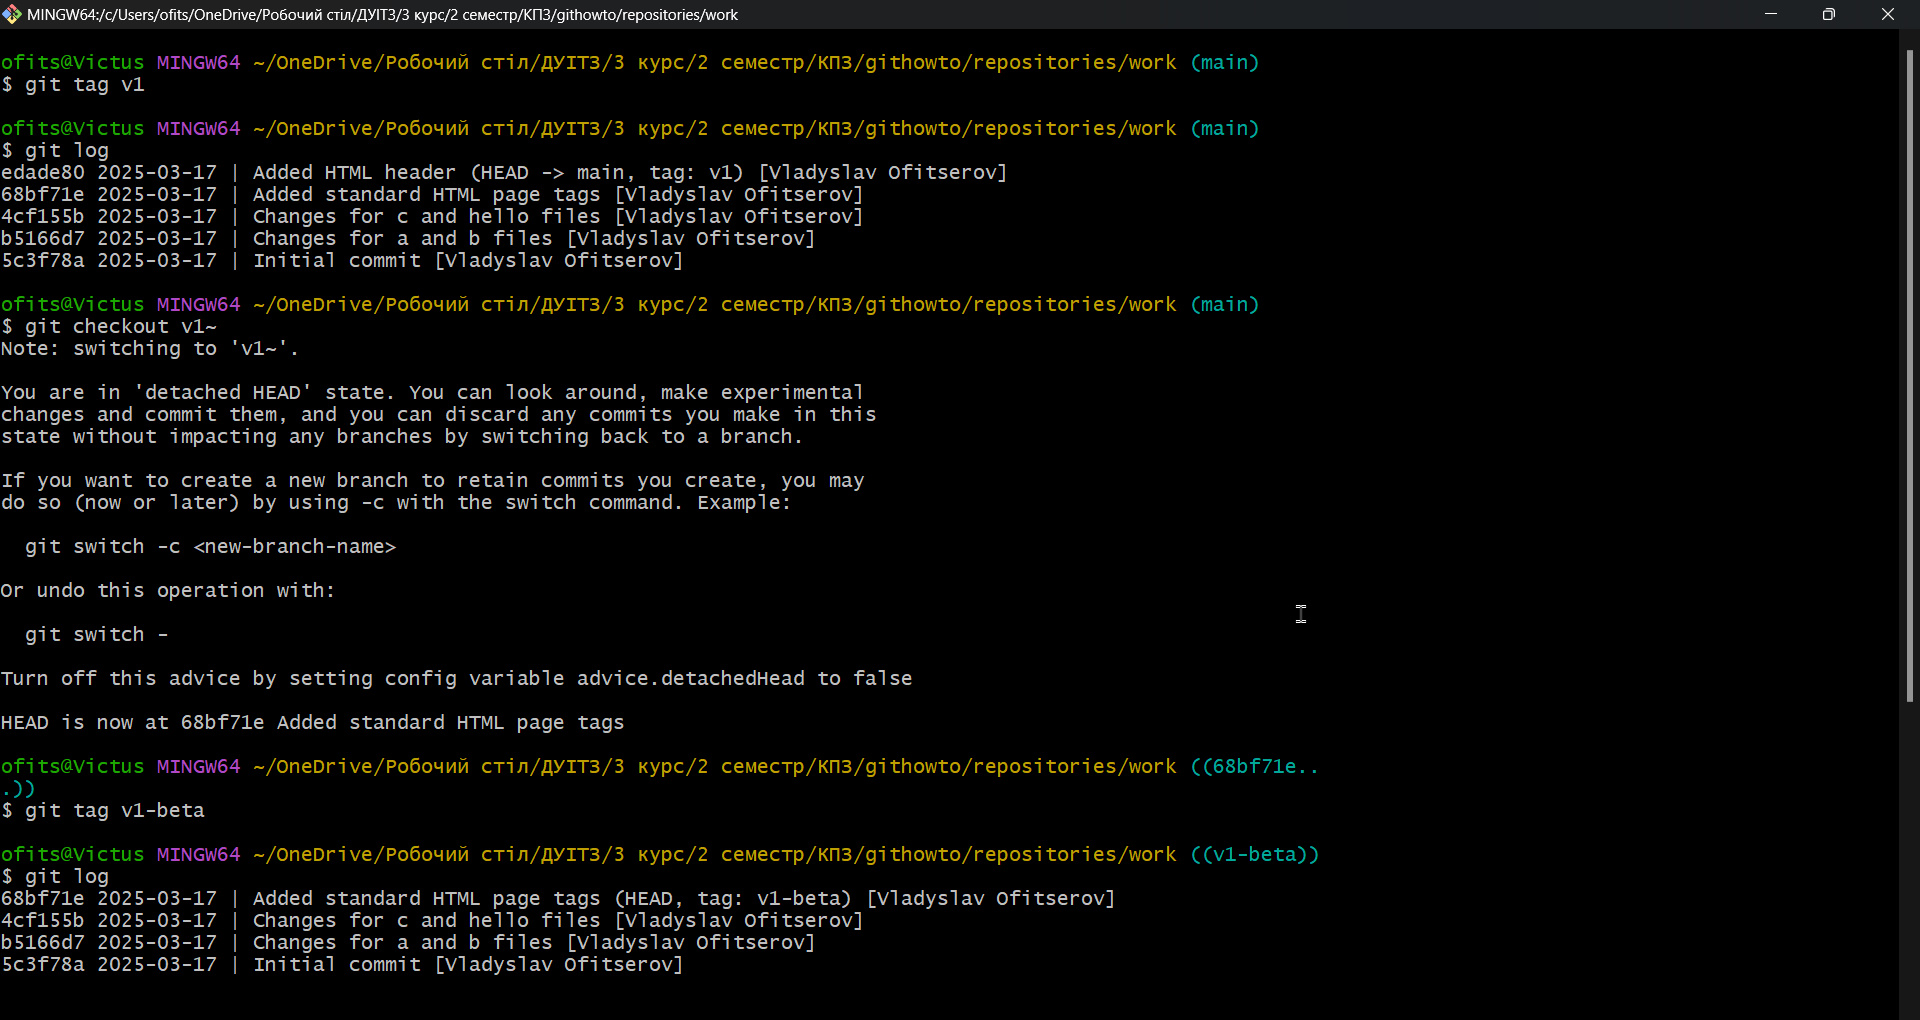 MINGW64:/c/Users/ofits/OneDrive/Робочий стіл/ДУІТЗ/3 курс/2 семестр/КПЗ/githowto/repositories/work
ofits@Victus MINGW64 ~/OneDrive/Робочий стіл/ДУІТЗ/3 курс/2 семестр/КПЗ/githowto/repositories/work (main)
$ git tag v1
ofits@Victus MINGW64 ~/OneDrive/Робочий стіл/ДУІТЗ/3 курс/2 семестр/КПЗ/githowto/repositories/work (main)
$ git log
edade80 2025-03-17 | Added HTML header (HEAD -> main, tag: v1) [Vladyslav Ofitserov]
68bf71e 2025-03-17 | Added standard HTML page tags [Vladyslav Ofitserov]
4cf155b 2025-03-17 | Changes for c and hello files [Vladyslav Ofitserov]
b5166d7 2025-03-17 | Changes for a and b files [Vladyslav Ofitserov]
5c3f78a 2025-03-17 | Initial commit [Vladyslav Ofitserov]
ofits@Victus MINGW64 ~/OneDrive/Робочий стіл/ДУІТЗ/3 курс/2 семестр/КПЗ/githowto/repositories/work (main)
$ git checkout v1~
Note: switching to 'v1~'.
You are in 'detached HEAD' state. You can look around, make experimental
changes and commit them, and you can discard any commits you make in this
state without impacting any branches by switching back to a branch.
If you want to create a new branch to retain commits you create, you may
do so (now or later) by using -c with the switch command. Example:
git switch -c <new-branch-name>
Or undo this operation with:
git switch -
Turn off this advice by setting config variable advice.detachedHead to false
HEAD is now at 68bf71e Added standard HTML page tags
ofits@Victus MINGW64 ~/OneDrive/Робочий стіл/ДУІТЗ/3 курс/2 семестр/КПЗ/githowto/repositories/work ((68bf71e..
.))
$ git tag v1-beta
ofits@Victus MINGW64 ~/OneDrive/Робочий стіл/ДУІТЗ/3 курс/2 семестр/КПЗ/githowto/repositories/work ((v1-beta))
$ git log
68bf71e 2025-03-17 | Added standard HTML page tags (HEAD, tag: v1-beta) [Vladyslav Ofitserov]
4cf155b 2025-03-17 | Changes for c and hello files [Vladyslav Ofitserov]
b5166d7 2025-03-17 | Changes for a and b files [Vladyslav Ofitserov]
5c3f78a 2025-03-17 | Initial commit [Vladyslav Ofitserov]